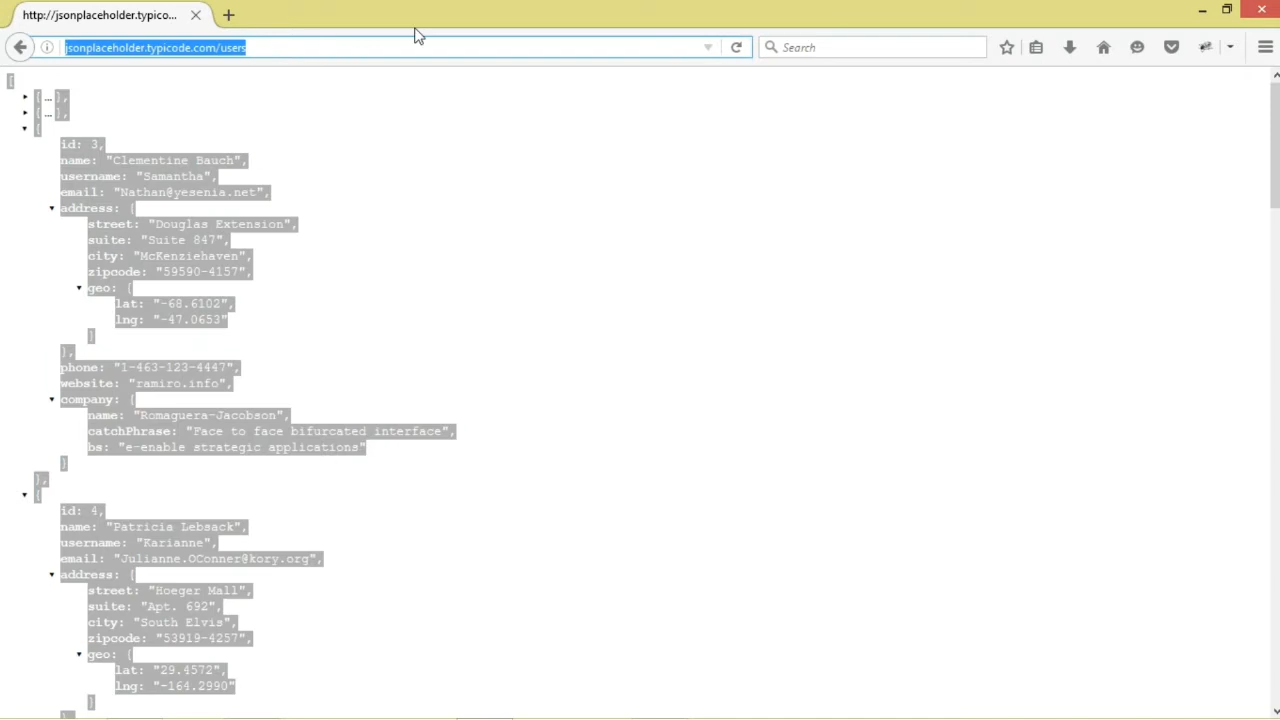 http://jsonplaceholder.typico...
jsonplaceholder.typicode.com/users
Search
[
{ … },
{ … },
{
id: 3,
name: "Clementine Bauch",
username: "Samantha",
email: "Nathan@yesenia.net",
address: {
street: "Douglas Extension",
suite: "Suite 847",
city: "McKenziehaven",
zipcode: "59590-4157",
geo: {
lat: "-68.6102",
lng: "-47.0653"
}
},
phone: "1-463-123-4447",
website: "ramiro.info",
company: {
name: "Romaguera-Jacobson",
catchPhrase: "Face to face bifurcated interface",
bs: "e-enable strategic applications"
}
},
{
id: 4,
name: "Patricia Lebsack",
username: "Karianne",
email: "Julianne.OConner@kory.org",
address: {
street: "Hoeger Mall",
suite: "Apt. 692",
city: "South Elvis",
zipcode: "53919-4257",
geo: {
lat: "29.4572",
lng: "-164.2990"
}
},